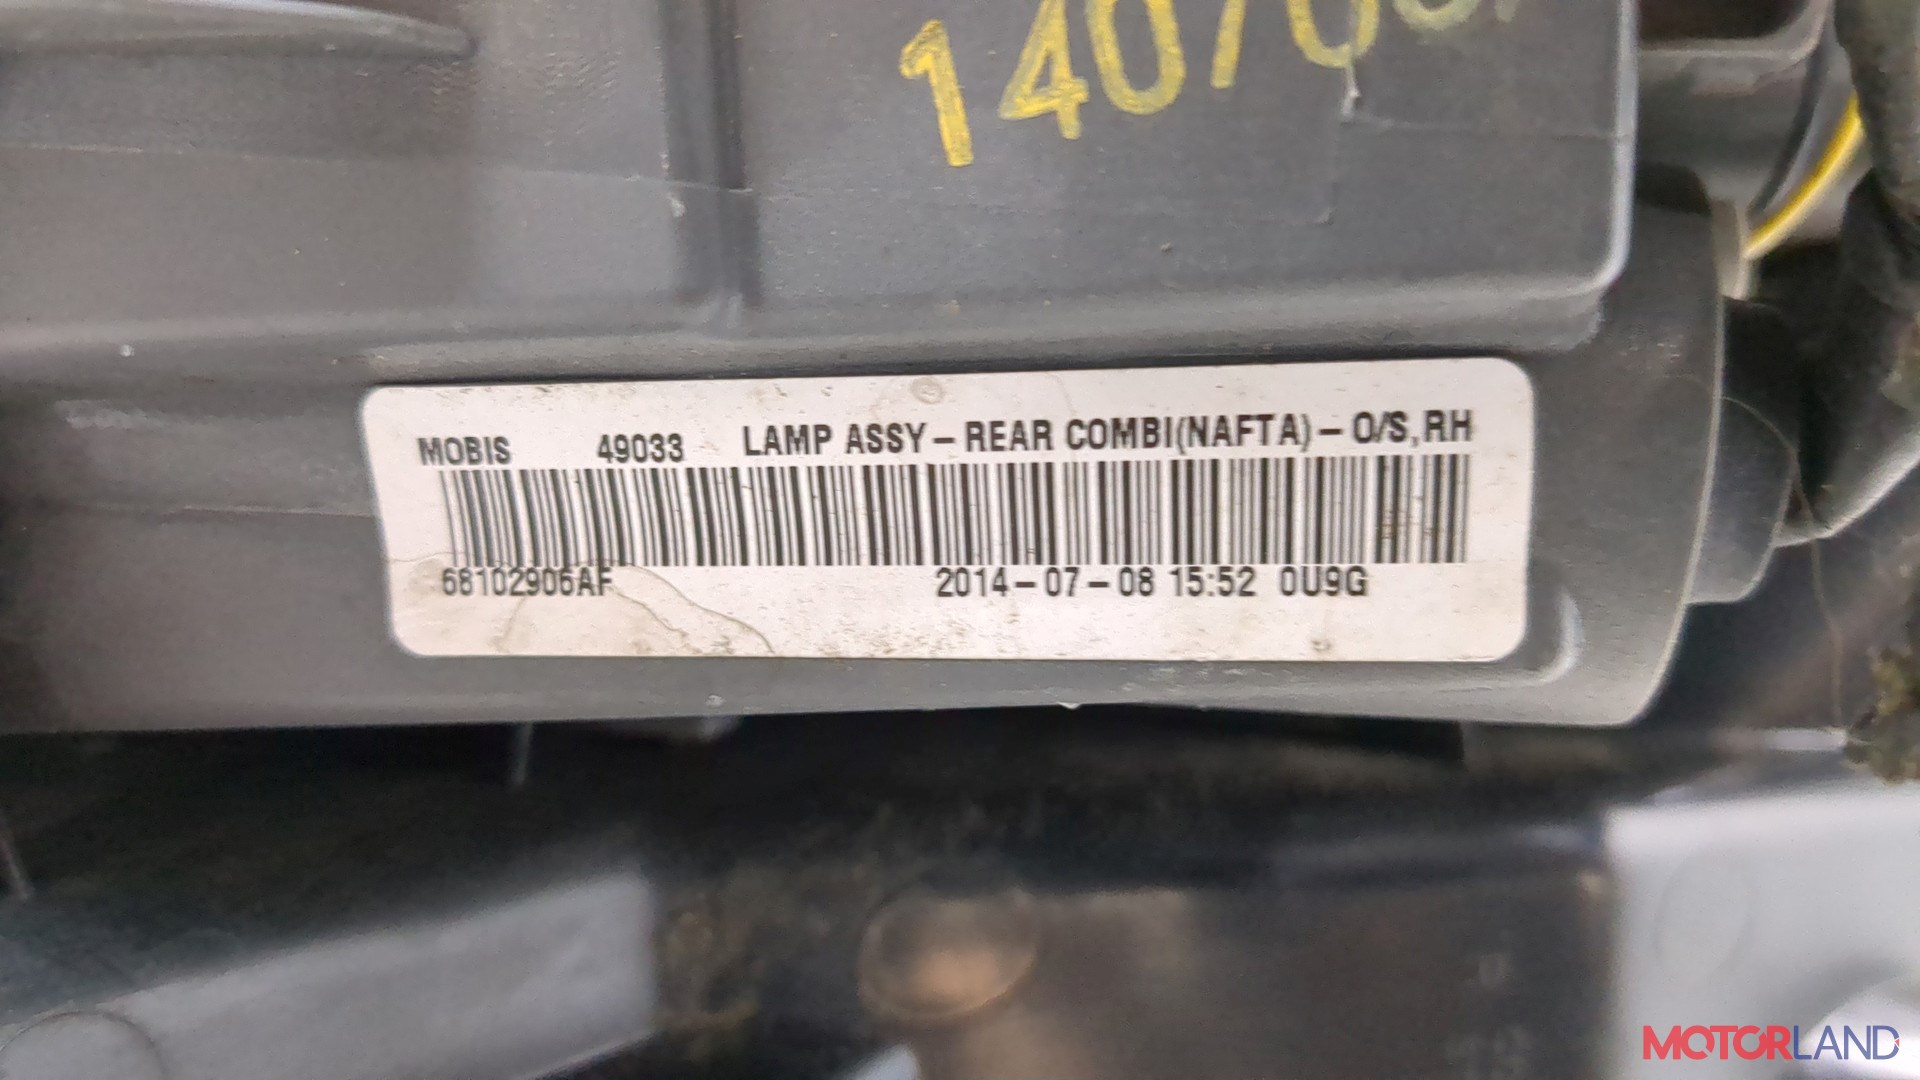 MOBIS 49033 LAMP ASSY-REAR COMBI(NAFTA)-O/S,RH
68102906AF 2014-07-08 15:52 0U9G
MOTORLAND